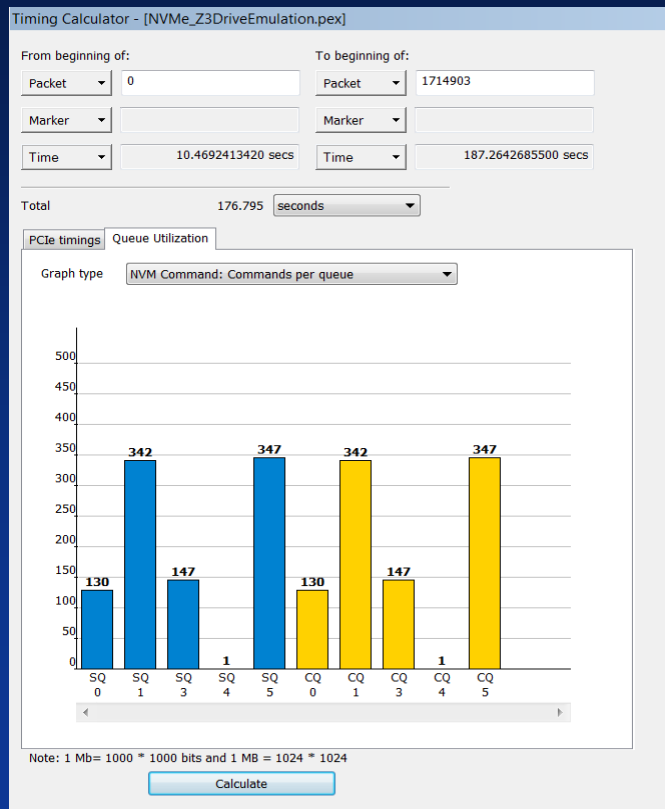 Timing Calculator - [NVMe_Z3DriveEmulation.pex]
From beginning of: To beginning of:
Packet 0 Packet 1714903
Marker Marker
Time 10.4692413420 secs Time 187.2642685500 secs
Total 176.795 seconds
PCIe timings Queue Utilization
Graph type NVM Command: Commands per queue
500
450
400
350
300
250
200
150
100
50
0
130 342 147 1 347 130 342 147 1 347
SQ SQ SQ SQ SQ CQ CQ CQ CQ CQ
0 1 3 4 5 0 1 3 4 5
Note: 1 Mb= 1000 * 1000 bits and 1 MB = 1024 * 1024
Calculate